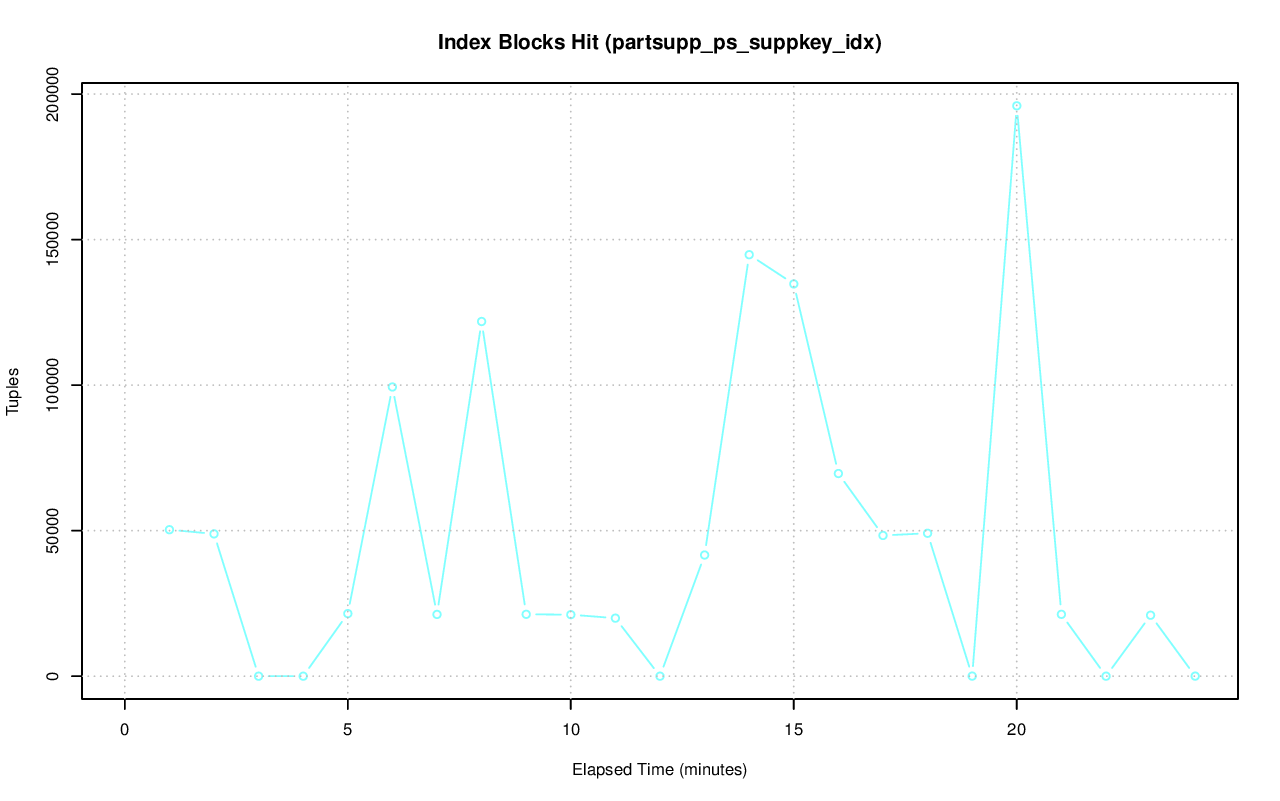 Index Blocks Hit (partsupp_ps_suppkey_idx)
200000
150000
100000
50000
0
Tuples
0 5 10 15 20
Elapsed Time (minutes)